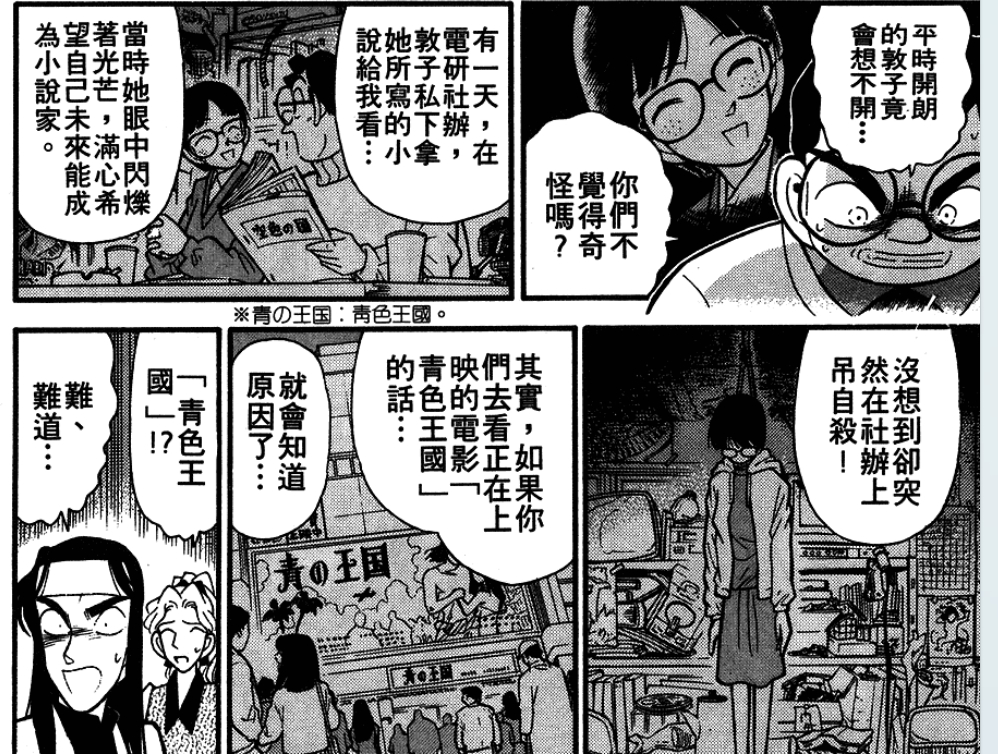 平時開朗
的敦子竟
會想不開…
你們不
覺得奇
怪嗎？
有一天，在
電研社辦，
敦子私下拿
她所寫的小
說給我看…
當時她眼中閃爍
著光芒，滿心希
望自己未來能成
為小說家。
※青の王国：青色王國。
沒想到卻突
然在社辦上
吊自殺！
其實，如果你
們去看正在上
映的電影「
青色王國」
的話…
就會知道
原因了…
青の王国
青の王国
「青色王
國」!?
難、
難道…